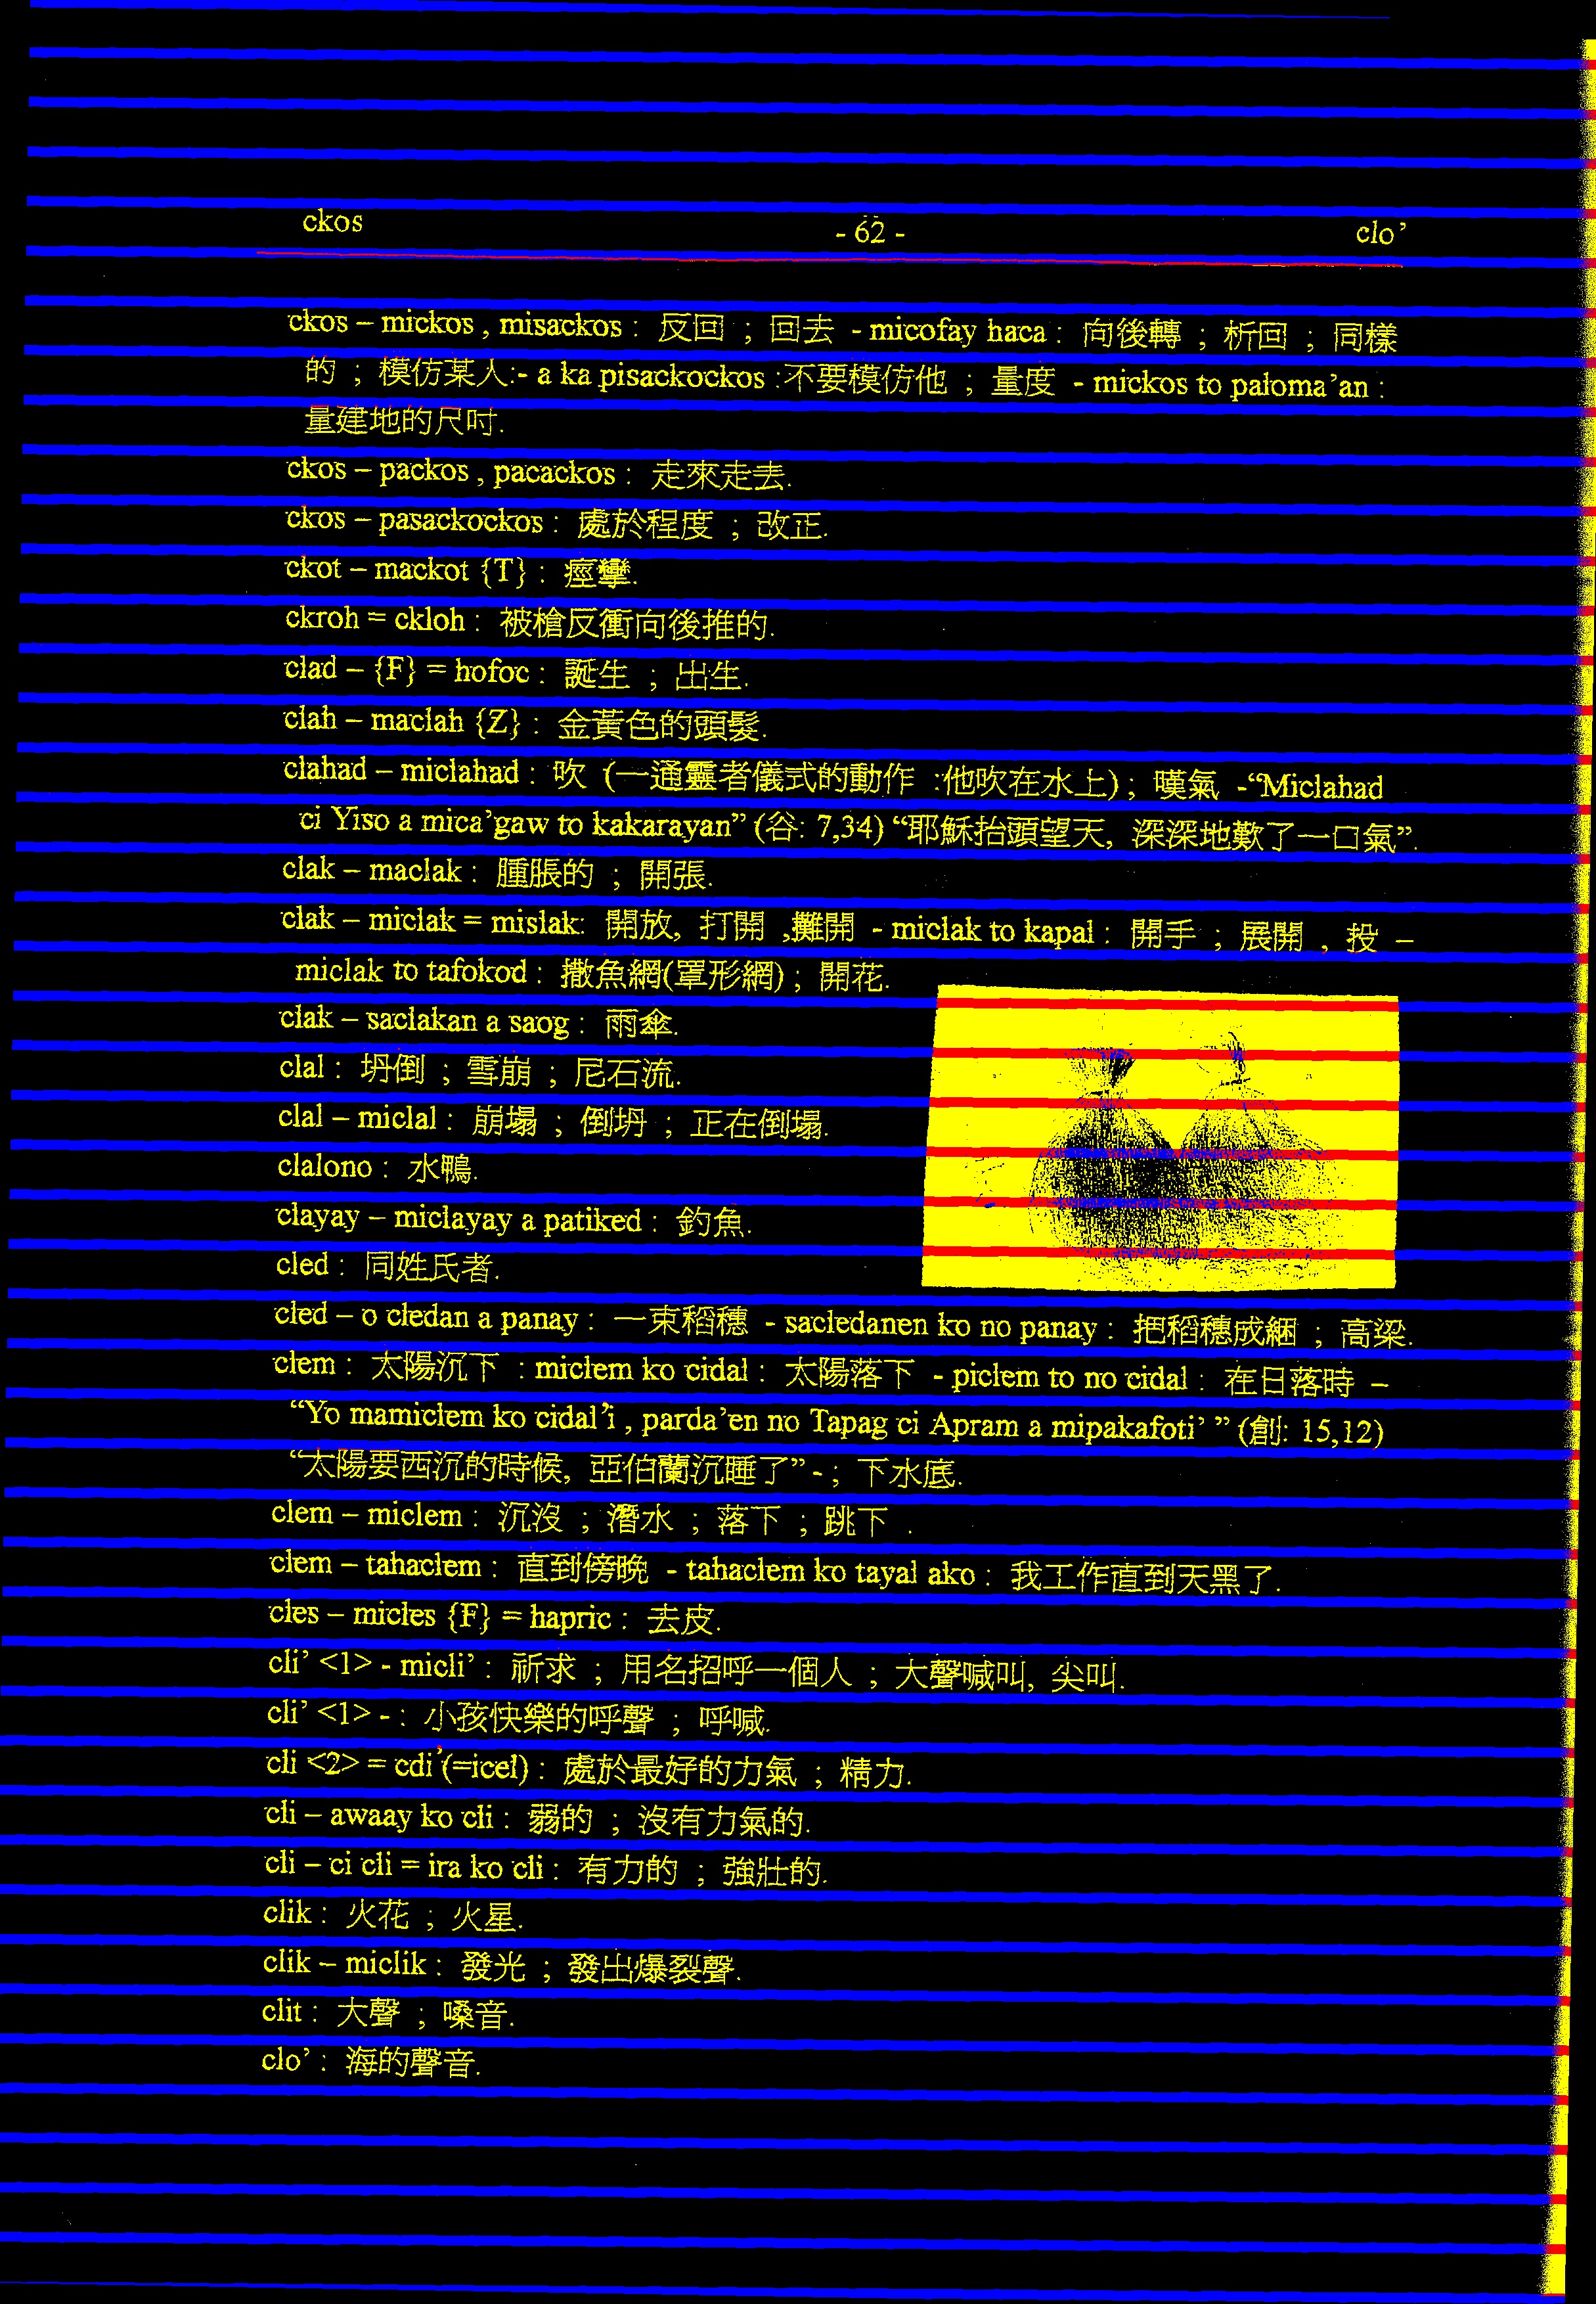 ckos - 62 - clo’
ckos – mickos , misackos : 反回 ; 回去 - micofay haca : 向後轉 ; 析回 ; 同樣
的 ; 模仿某人:- a ka pisackockos :不要模仿他 ; 量度 - mickos to paloma’an :
量建地的尺吋.
ckos – packos , pacackos : 走來走去.
ckos – pasackockos : 處於程度 ; 改正.
ckot – mackot {T} : 痙攣.
ckroh = ckloh : 被槍反衝向後推的.
clad – {F} = hofoc : 誕生 ; 出生.
clah – maclah {Z} : 金黃色的頭髮.
clahad – miclahad : 吹 (一通靈者儀式的動作 :他吹在水上) ; 嘆氣 -“Miclahad
ci Yiso a mica’gaw to kakarayan” (谷: 7,34) “耶穌抬頭望天, 深深地歎了一口氣”.
clak – maclak : 腫脹的 ; 開張.
clak – miclak = mislak: 開放, 打開 ,攤開 - miclak to kapal : 開手 ; 展開 , 投 –
miclak to tafokod : 撒魚網(罩形網) ; 開花.
clak – saclakan a saog : 雨傘.
clal : 坍倒 ; 雪崩 ; 尼石流.
clal – miclal : 崩塌 ; 倒坍 ; 正在倒塌.
clalono : 水鴨.
clayay – miclayay a patiked : 釣魚.
cled : 同姓氏者.
cled – o cledan a panay : 一束稻穗 - sacledanen ko no panay : 把稻穗成綑 ; 高梁.
clem : 太陽沉下 : miclem ko cidal : 太陽落下 - piclem to no cidal : 在日落時 –
“Yo mamiclem ko cidal’i , parda’en no Tapag ci Apram a mipakafoti’ ” (創: 15,12)
“太陽要西沉的時候, 亞伯蘭沉睡了” - ; 下水底.
clem – miclem : 沉沒 ; 潛水 ; 落下 ; 跳下 .
clem – tahaclem : 直到傍晚 - tahaclem ko tayal ako : 我工作直到天黑了.
cles – micles {F} = hapric : 去皮.
cli’ <1> - micli’ : 祈求 ; 用名招呼一個人 ; 大聲喊叫, 尖叫.
cli’ <1> - : 小孩快樂的呼聲 ; 呼喊.
cli <2> = cdi’(=icel) : 處於最好的力氣 ; 精力.
cli – awaay ko cli : 弱的 ; 沒有力氣的.
cli – ci cli = ira ko cli : 有力的 ; 強壯的.
clik : 火花 ; 火星.
clik – miclik : 發光 ; 發出爆裂聲.
clit : 大聲 ; 嗓音.
clo’ : 海的聲音.